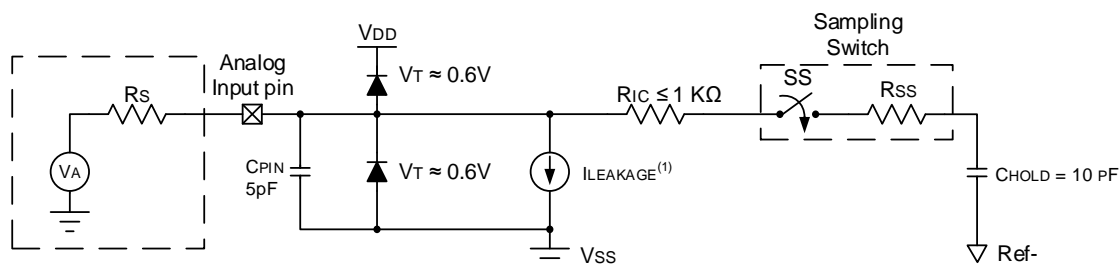 Sampling
Switch
VDD
Analog
Input pin
VT ≈ 0.6V
RS
RIC ≤ 1 KΩ
SS
RSS
VA
CPIN
5pF
VT ≈ 0.6V
ILEAKAGE(1)
CHOLD = 10 PF
VSS
Ref-